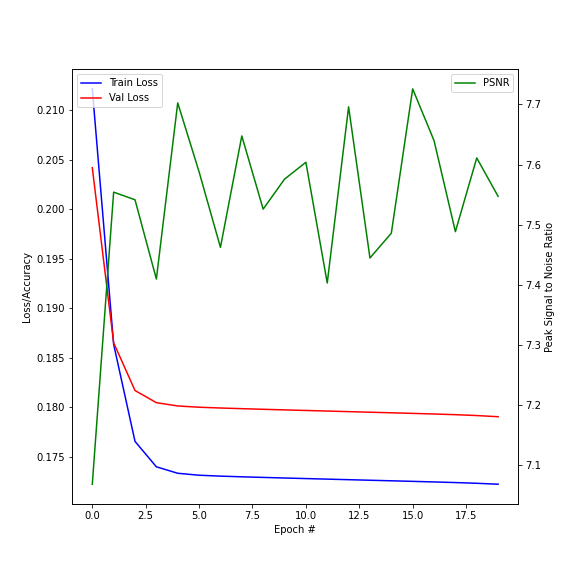 Train Loss
Val Loss
PSNR
0.210
0.205
0.200
0.195
0.190
0.185
0.180
0.175
Loss/Accuracy
7.7
7.6
7.5
7.4
7.3
7.2
7.1
Peak Signal to Noise Ratio
0.0 2.5 5.0 7.5 10.0 12.5 15.0 17.5
Epoch #